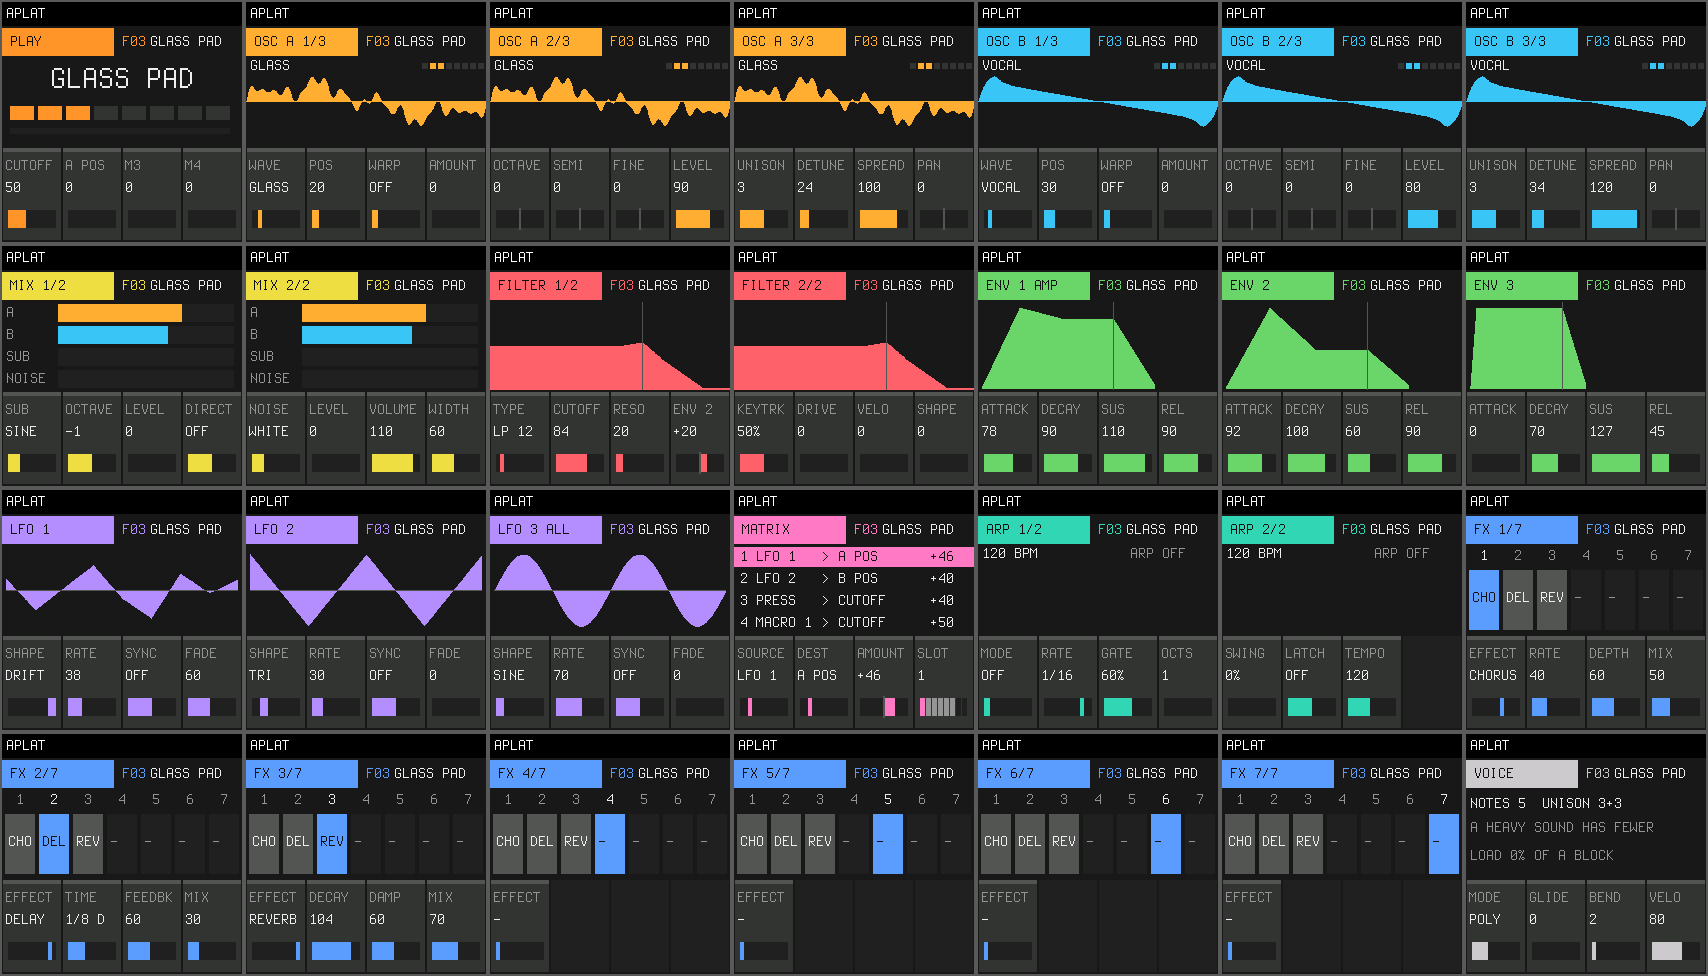 APLAT
PLAY F03 GLASS PAD
GLASS PAD
CUTOFF A POS M3 M4
50 0 0 0
APLAT
OSC A 1/3 F03 GLASS PAD
GLASS
WAVE POS WARP AMOUNT
GLASS 20 OFF 0
APLAT
OSC A 2/3 F03 GLASS PAD
GLASS
OCTAVE SEMI FINE LEVEL
0 0 0 90
APLAT
OSC A 3/3 F03 GLASS PAD
GLASS
UNISON DETUNE SPREAD PAN
3 24 100 0
APLAT
OSC B 1/3 F03 GLASS PAD
VOCAL
WAVE POS WARP AMOUNT
VOCAL 30 OFF 0
APLAT
OSC B 2/3 F03 GLASS PAD
VOCAL
OCTAVE SEMI FINE LEVEL
0 0 0 80
APLAT
OSC B 3/3 F03 GLASS PAD
VOCAL
UNISON DETUNE SPREAD PAN
3 34 120 0
APLAT
MIX 1/2 F03 GLASS PAD
A
B
SUB
NOISE
SUB OCTAVE LEVEL DIRECT
SINE -1 0 OFF
APLAT
MIX 2/2 F03 GLASS PAD
A
B
SUB
NOISE
NOISE LEVEL VOLUME WIDTH
WHITE 0 110 60
APLAT
FILTER 1/2 F03 GLASS PAD
TYPE CUTOFF RESO ENV 2
LP 12 84 20 +20
APLAT
FILTER 2/2 F03 GLASS PAD
KEYTRK DRIVE VELO SHAPE
50% 0 0 0
APLAT
ENV 1 AMP F03 GLASS PAD
ATTACK DECAY SUS REL
78 90 110 90
APLAT
ENV 2 F03 GLASS PAD
ATTACK DECAY SUS REL
92 100 60 90
APLAT
ENV 3 F03 GLASS PAD
ATTACK DECAY SUS REL
0 70 127 45
APLAT
LFO 1 F03 GLASS PAD
SHAPE RATE SYNC FADE
DRIFT 38 OFF 60
APLAT
LFO 2 F03 GLASS PAD
SHAPE RATE SYNC FADE
TRI 30 OFF 0
APLAT
LFO 3 ALL F03 GLASS PAD
SHAPE RATE SYNC FADE
SINE 70 OFF 0
APLAT
MATRIX F03 GLASS PAD
1 LFO 1 > A POS +46
2 LFO 2 > B POS +40
3 PRESS > CUTOFF +40
4 MACRO 1 > CUTOFF +50
SOURCE DEST AMOUNT SLOT
LFO 1 A POS +46 1
APLAT
ARP 1/2 F03 GLASS PAD
120 BPM ARP OFF
MODE RATE GATE OCTS
OFF 1/16 60% 1
APLAT
ARP 2/2 F03 GLASS PAD
120 BPM ARP OFF
SWING LATCH TEMPO
0% OFF 120
APLAT
FX 1/7 F03 GLASS PAD
1 2 3 4 5 6 7
CHO DEL REV - - - -
EFFECT RATE DEPTH MIX
CHORUS 40 60 50
APLAT
FX 2/7 F03 GLASS PAD
1 2 3 4 5 6 7
CHO DEL REV - - - -
EFFECT TIME FEEDBK MIX
DELAY 1/8 D 60 30
APLAT
FX 3/7 F03 GLASS PAD
1 2 3 4 5 6 7
CHO DEL REV - - - -
EFFECT DECAY DAMP MIX
REVERB 104 60 70
APLAT
FX 4/7 F03 GLASS PAD
1 2 3 4 5 6 7
CHO DEL REV - - - -
EFFECT
-
APLAT
FX 5/7 F03 GLASS PAD
1 2 3 4 5 6 7
CHO DEL REV - - - -
EFFECT
-
APLAT
FX 6/7 F03 GLASS PAD
1 2 3 4 5 6 7
CHO DEL REV - - - -
EFFECT
-
APLAT
FX 7/7 F03 GLASS PAD
1 2 3 4 5 6 7
CHO DEL REV - - - -
EFFECT
-
APLAT
VOICE F03 GLASS PAD
NOTES 5 UNISON 3+3
A HEAVY SOUND HAS FEWER
LOAD 0% OF A BLOCK
MODE GLIDE BEND VELO
POLY 0 2 80